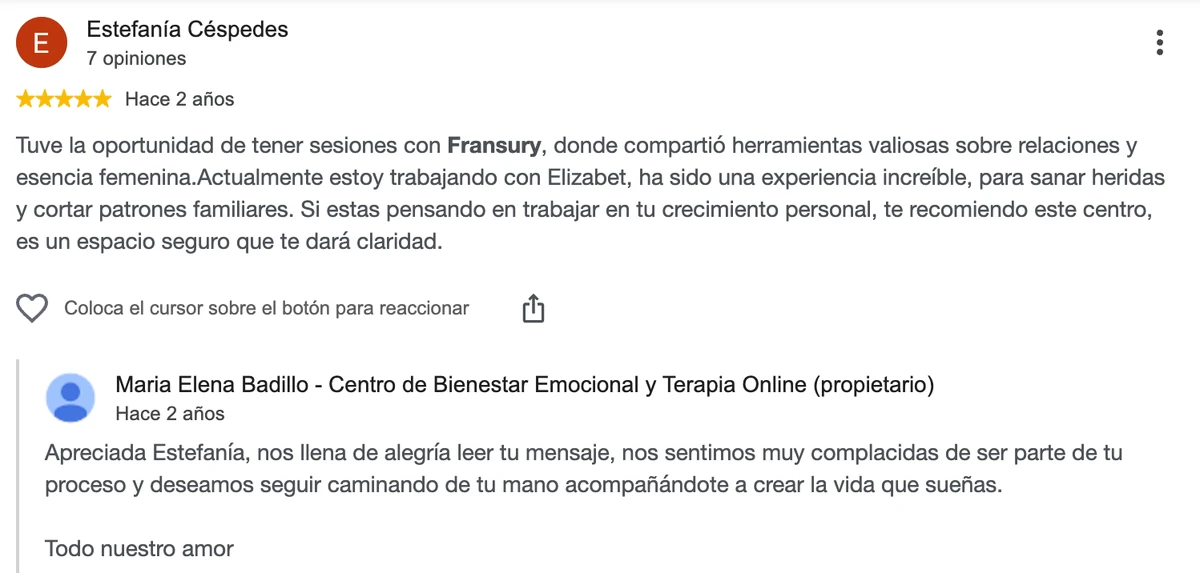 E
Estefanía Céspedes
7 opiniones
Hace 2 años
Tuve la oportunidad de tener sesiones con Fransury, donde compartió herramientas valiosas sobre relaciones y
esencia femenina.Actualmente estoy trabajando con Elizabet, ha sido una experiencia increíble, para sanar heridas
y cortar patrones familiares. Si estas pensando en trabajar en tu crecimiento personal, te recomiendo este centro,
es un espacio seguro que te dará claridad.
Coloca el cursor sobre el botón para reaccionar
Maria Elena Badillo - Centro de Bienestar Emocional y Terapia Online (propietario)
Hace 2 años
Apreciada Estefanía, nos llena de alegría leer tu mensaje, nos sentimos muy complacidas de ser parte de tu
proceso y deseamos seguir caminando de tu mano acompañándote a crear la vida que sueñas.
Todo nuestro amor